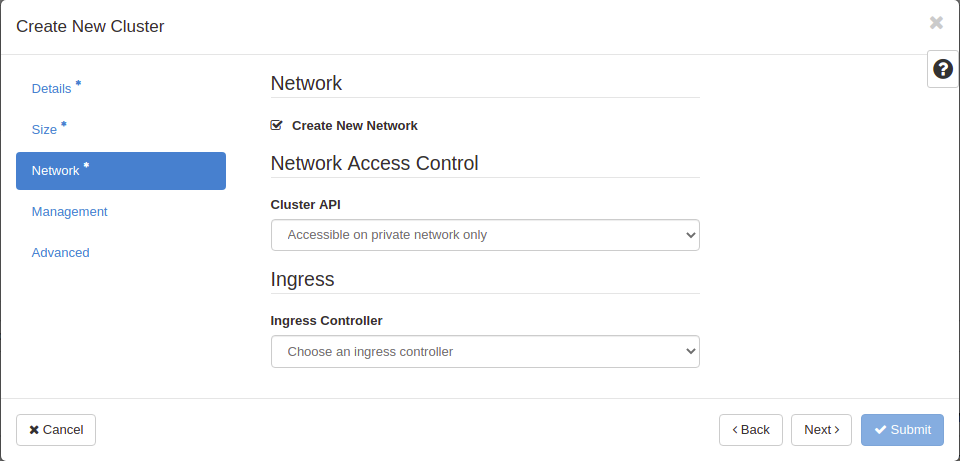 Create New Cluster
Details *
Size *
Network *
Management
Advanced
Network
Create New Network
Network Access Control
Cluster API
Accessible on private network only
Ingress
Ingress Controller
Choose an ingress controller
Cancel
Back
Next
Submit